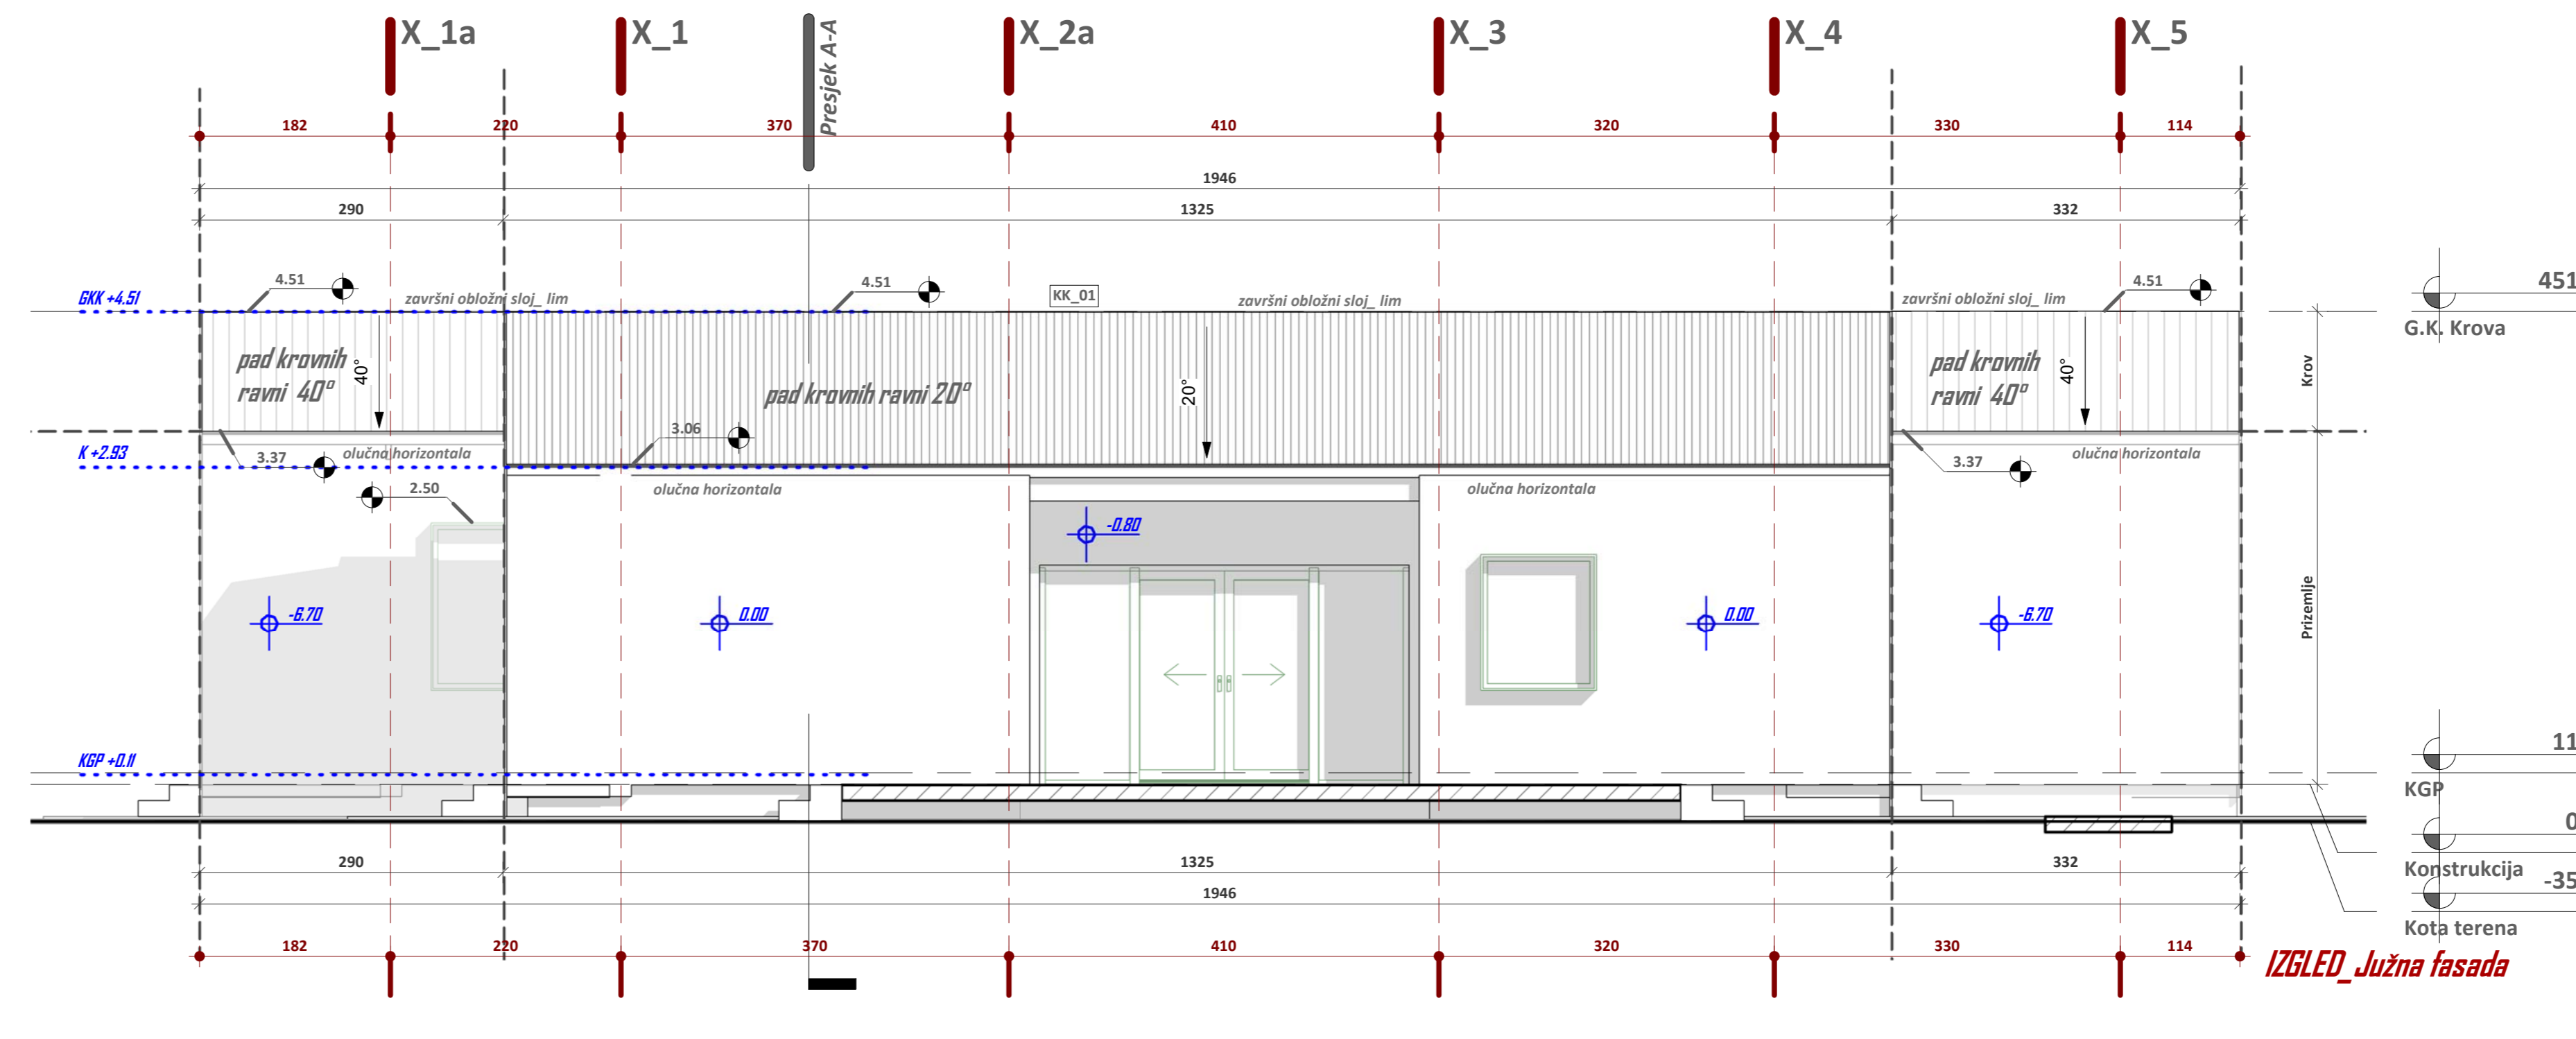 X_1a
X_1
Presjek A-A
X_2a
X_3
X_4
X_5
182
220
370
410
320
330
114
1946
290
1325
332
GKK +4.51
4.51
završni obložni sloj_ lim
4.51
KK_01
završni obložni sloj_ lim
završni obložni sloj_ lim
4.51
451
G.K. Krova
pad krovnih
ravni 40°
40°
pad krovnih ravni 20°
20°
pad krovnih
ravni 40°
40°
Krov
3.06
K +2.93
3.37
olučna horizontala
2.50
olučna horizontala
olučna horizontala
3.37
olučna horizontala
-0.80
-6.70
0.00
0.00
-6.70
Prizemlje
KGP +0.11
11
KGP
0
Konstrukcija
-35
Kota terena
290
1325
332
1946
182
220
370
410
320
330
114
IZGLED_Južna fasada